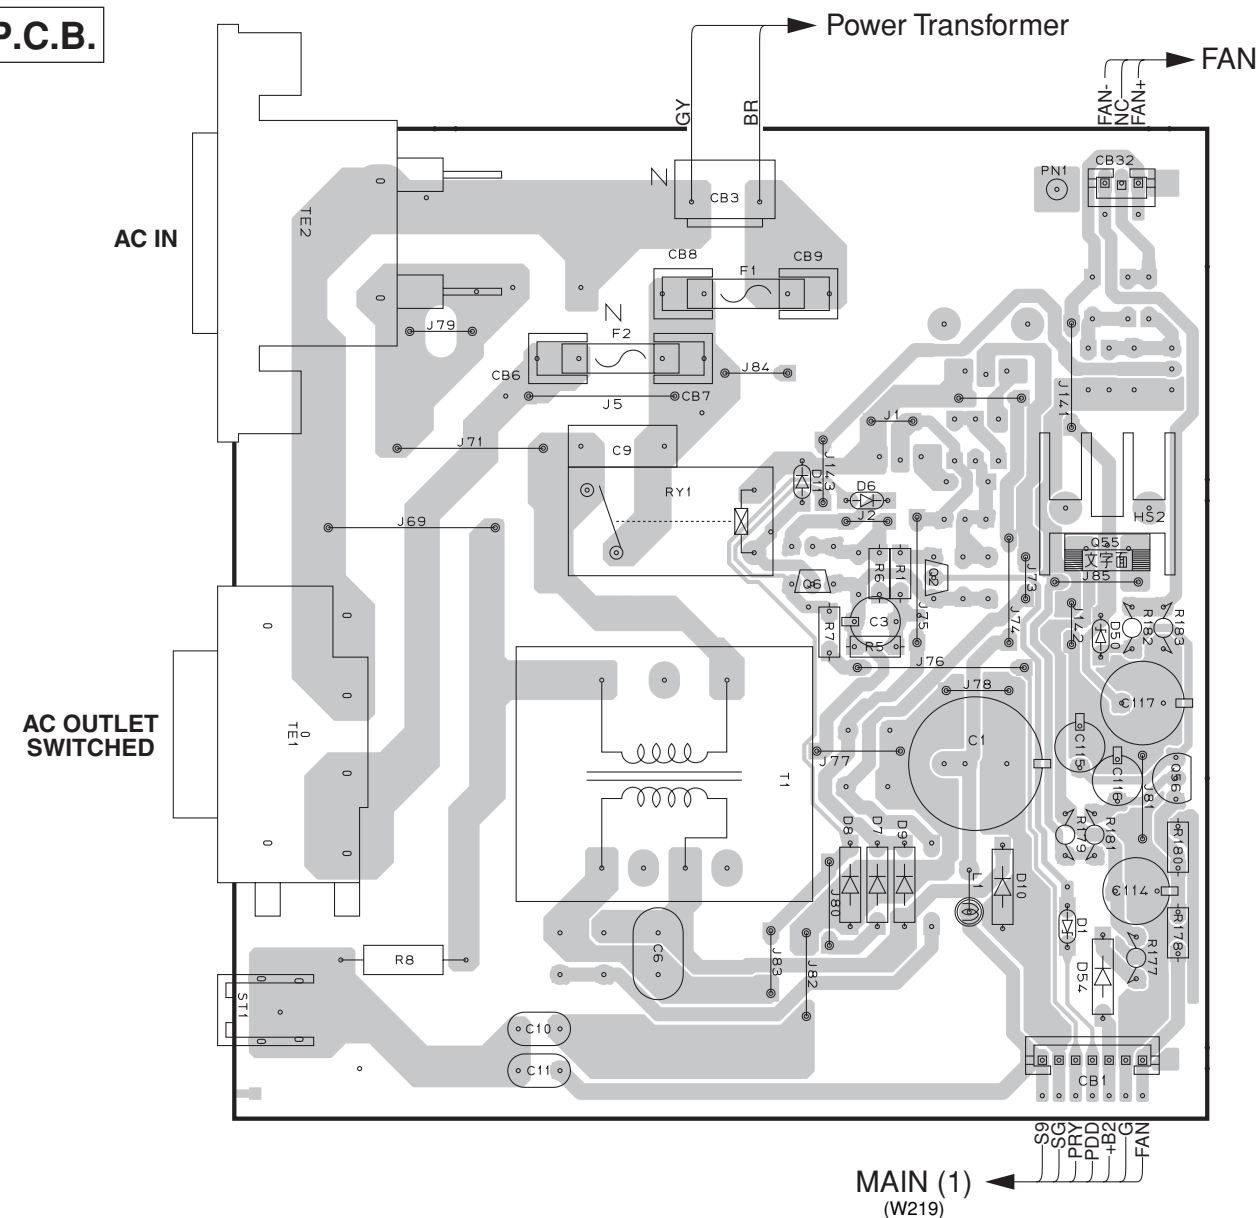 P.C.B.
Power Transformer
FAN
GY
BR
FAN-
NC
FAN+
CB32
PN1
N
CB3
TE2
AC IN
CB8
CB9
F1
N
F2
J79
CB6
CB7
J84
J5
J141
J1
J71
C9
J143
D11
RY1
D6
J2
HS2
J69
Q55
文字面
J85
Q6
R6
R1
Q2
J73
R7
C3
J75
J74
J142
D50
R182
R183
R5
J76
J78
C117
AC OUTLET
SWITCHED
0
TE1
C1
C115
C116
Q56
J77
T1
J81
D8
D7
D9
R179
R181
R180
D10
L1
C114
J80
D1
R178
R177
D54
R8
C6
J83
J82
ST1
C10
C11
CB1
S9
SG
PRY
PDD
+B2
G
FAN
MAIN (1)
(W219)